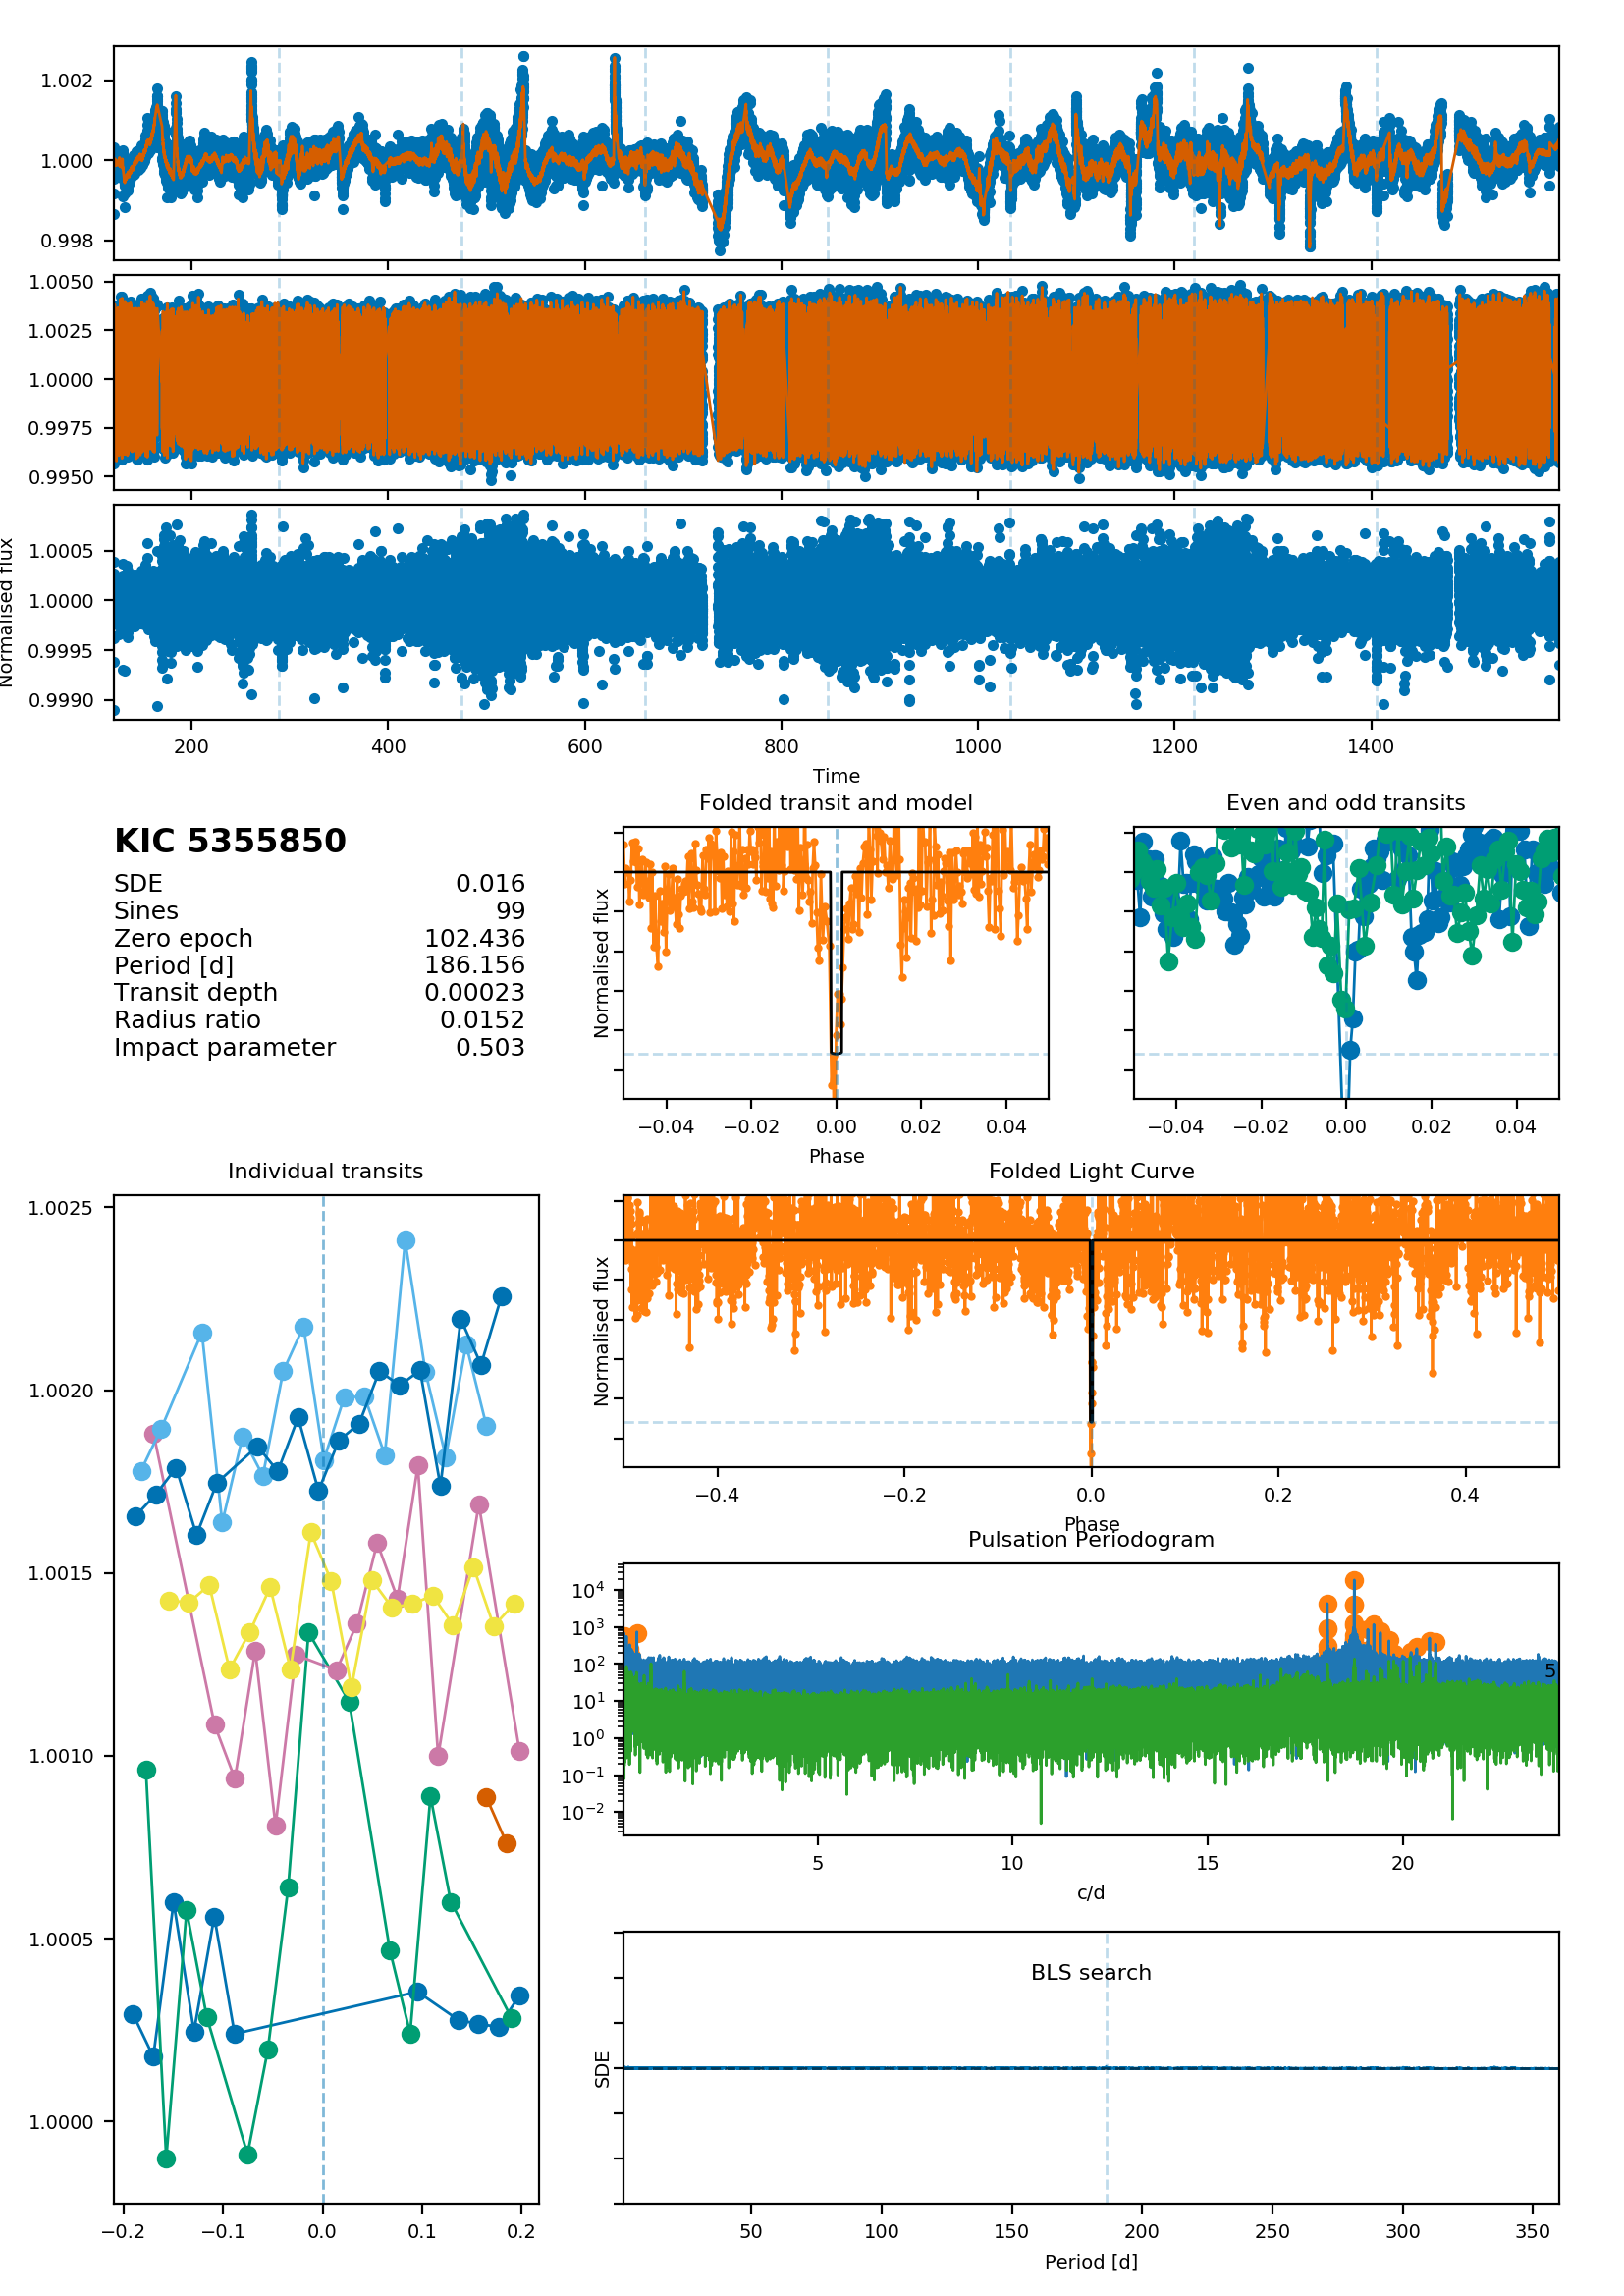 1.002
1.000
0.998
1.0050
1.0025
1.0000
0.9975
0.9950
1.0005
1.0000
0.9995
0.9990
Normalised flux
200 400 600 800 1000 1200 1400
Time
KIC 5355850
SDE 0.016
Sines 99
Zero epoch 102.436
Period [d] 186.156
Transit depth 0.00023
Radius ratio 0.0152
Impact parameter 0.503
Folded transit and model
Normalised flux
−0.04 −0.02 0.00 0.02 0.04
Phase
Even and odd transits
−0.04 −0.02 0.00 0.02 0.04
Individual transits
1.0025
1.0020
1.0015
1.0010
1.0005
1.0000
−0.2 −0.1 0.0 0.1 0.2
Folded Light Curve
Normalised flux
−0.4 −0.2 0.0 0.2 0.4
Phase
Pulsation Periodogram
10⁴
10³
10²
10¹
10⁰
10⁻¹
10⁻²
5
5 10 15 20
c/d
BLS search
SDE
50 100 150 200 250 300 350
Period [d]